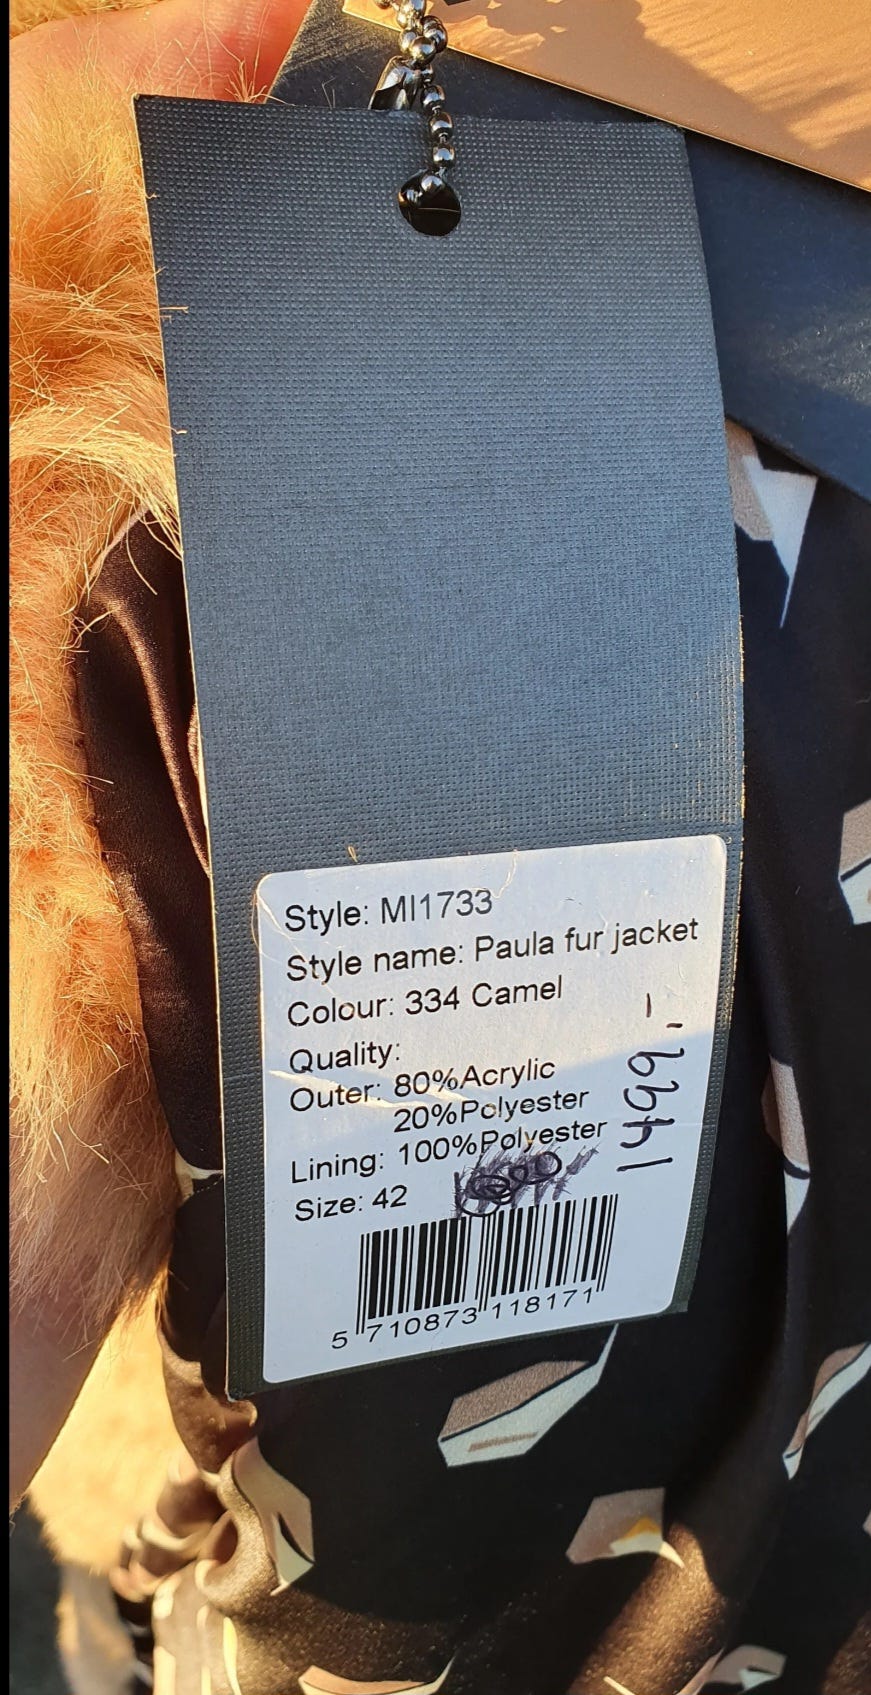 Style: MI1733
Style name: Paula fur jacket
Colour: 334 Camel
Quality:
Outer: 80%Acrylic
20%Polyester
Lining: 100%Polyester
Size: 42
5 710873 118171
1499,-